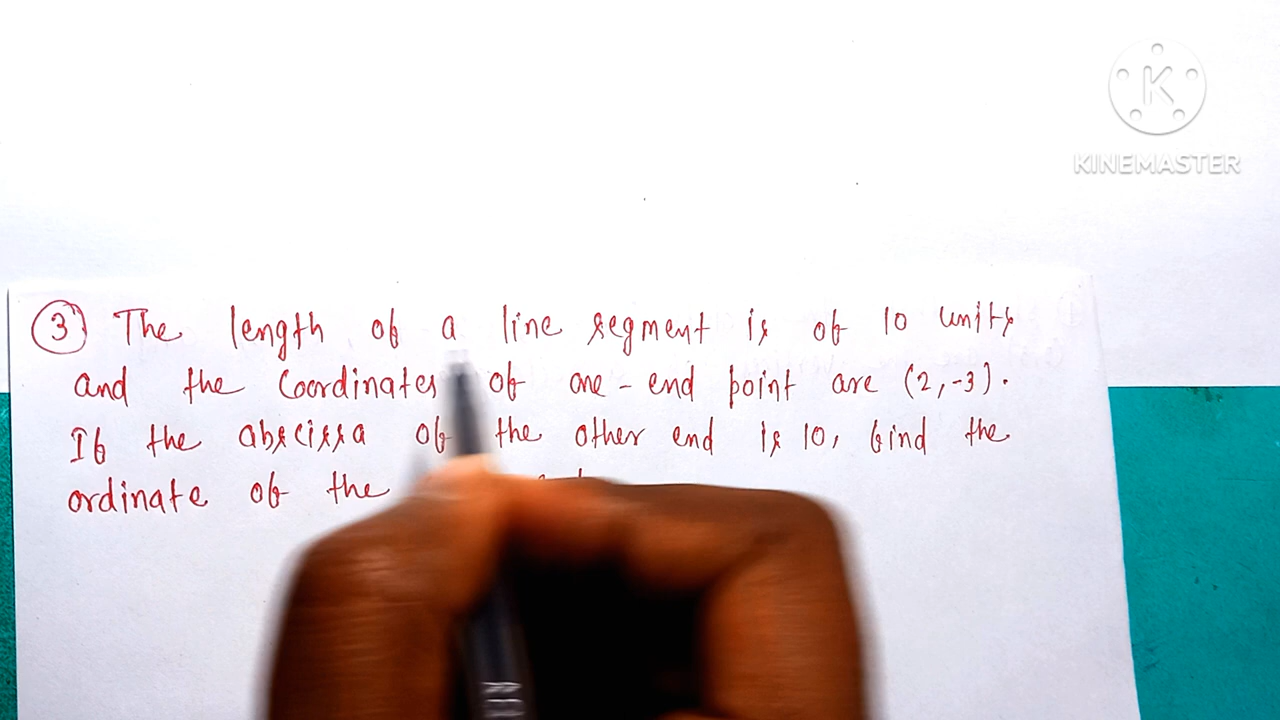 KINEMASTER
③ The length of a line segment is of 10 units
and the coordinates of one-end point are (2,-3).
If the abscissa of the other end is 10, find the
ordinate of the